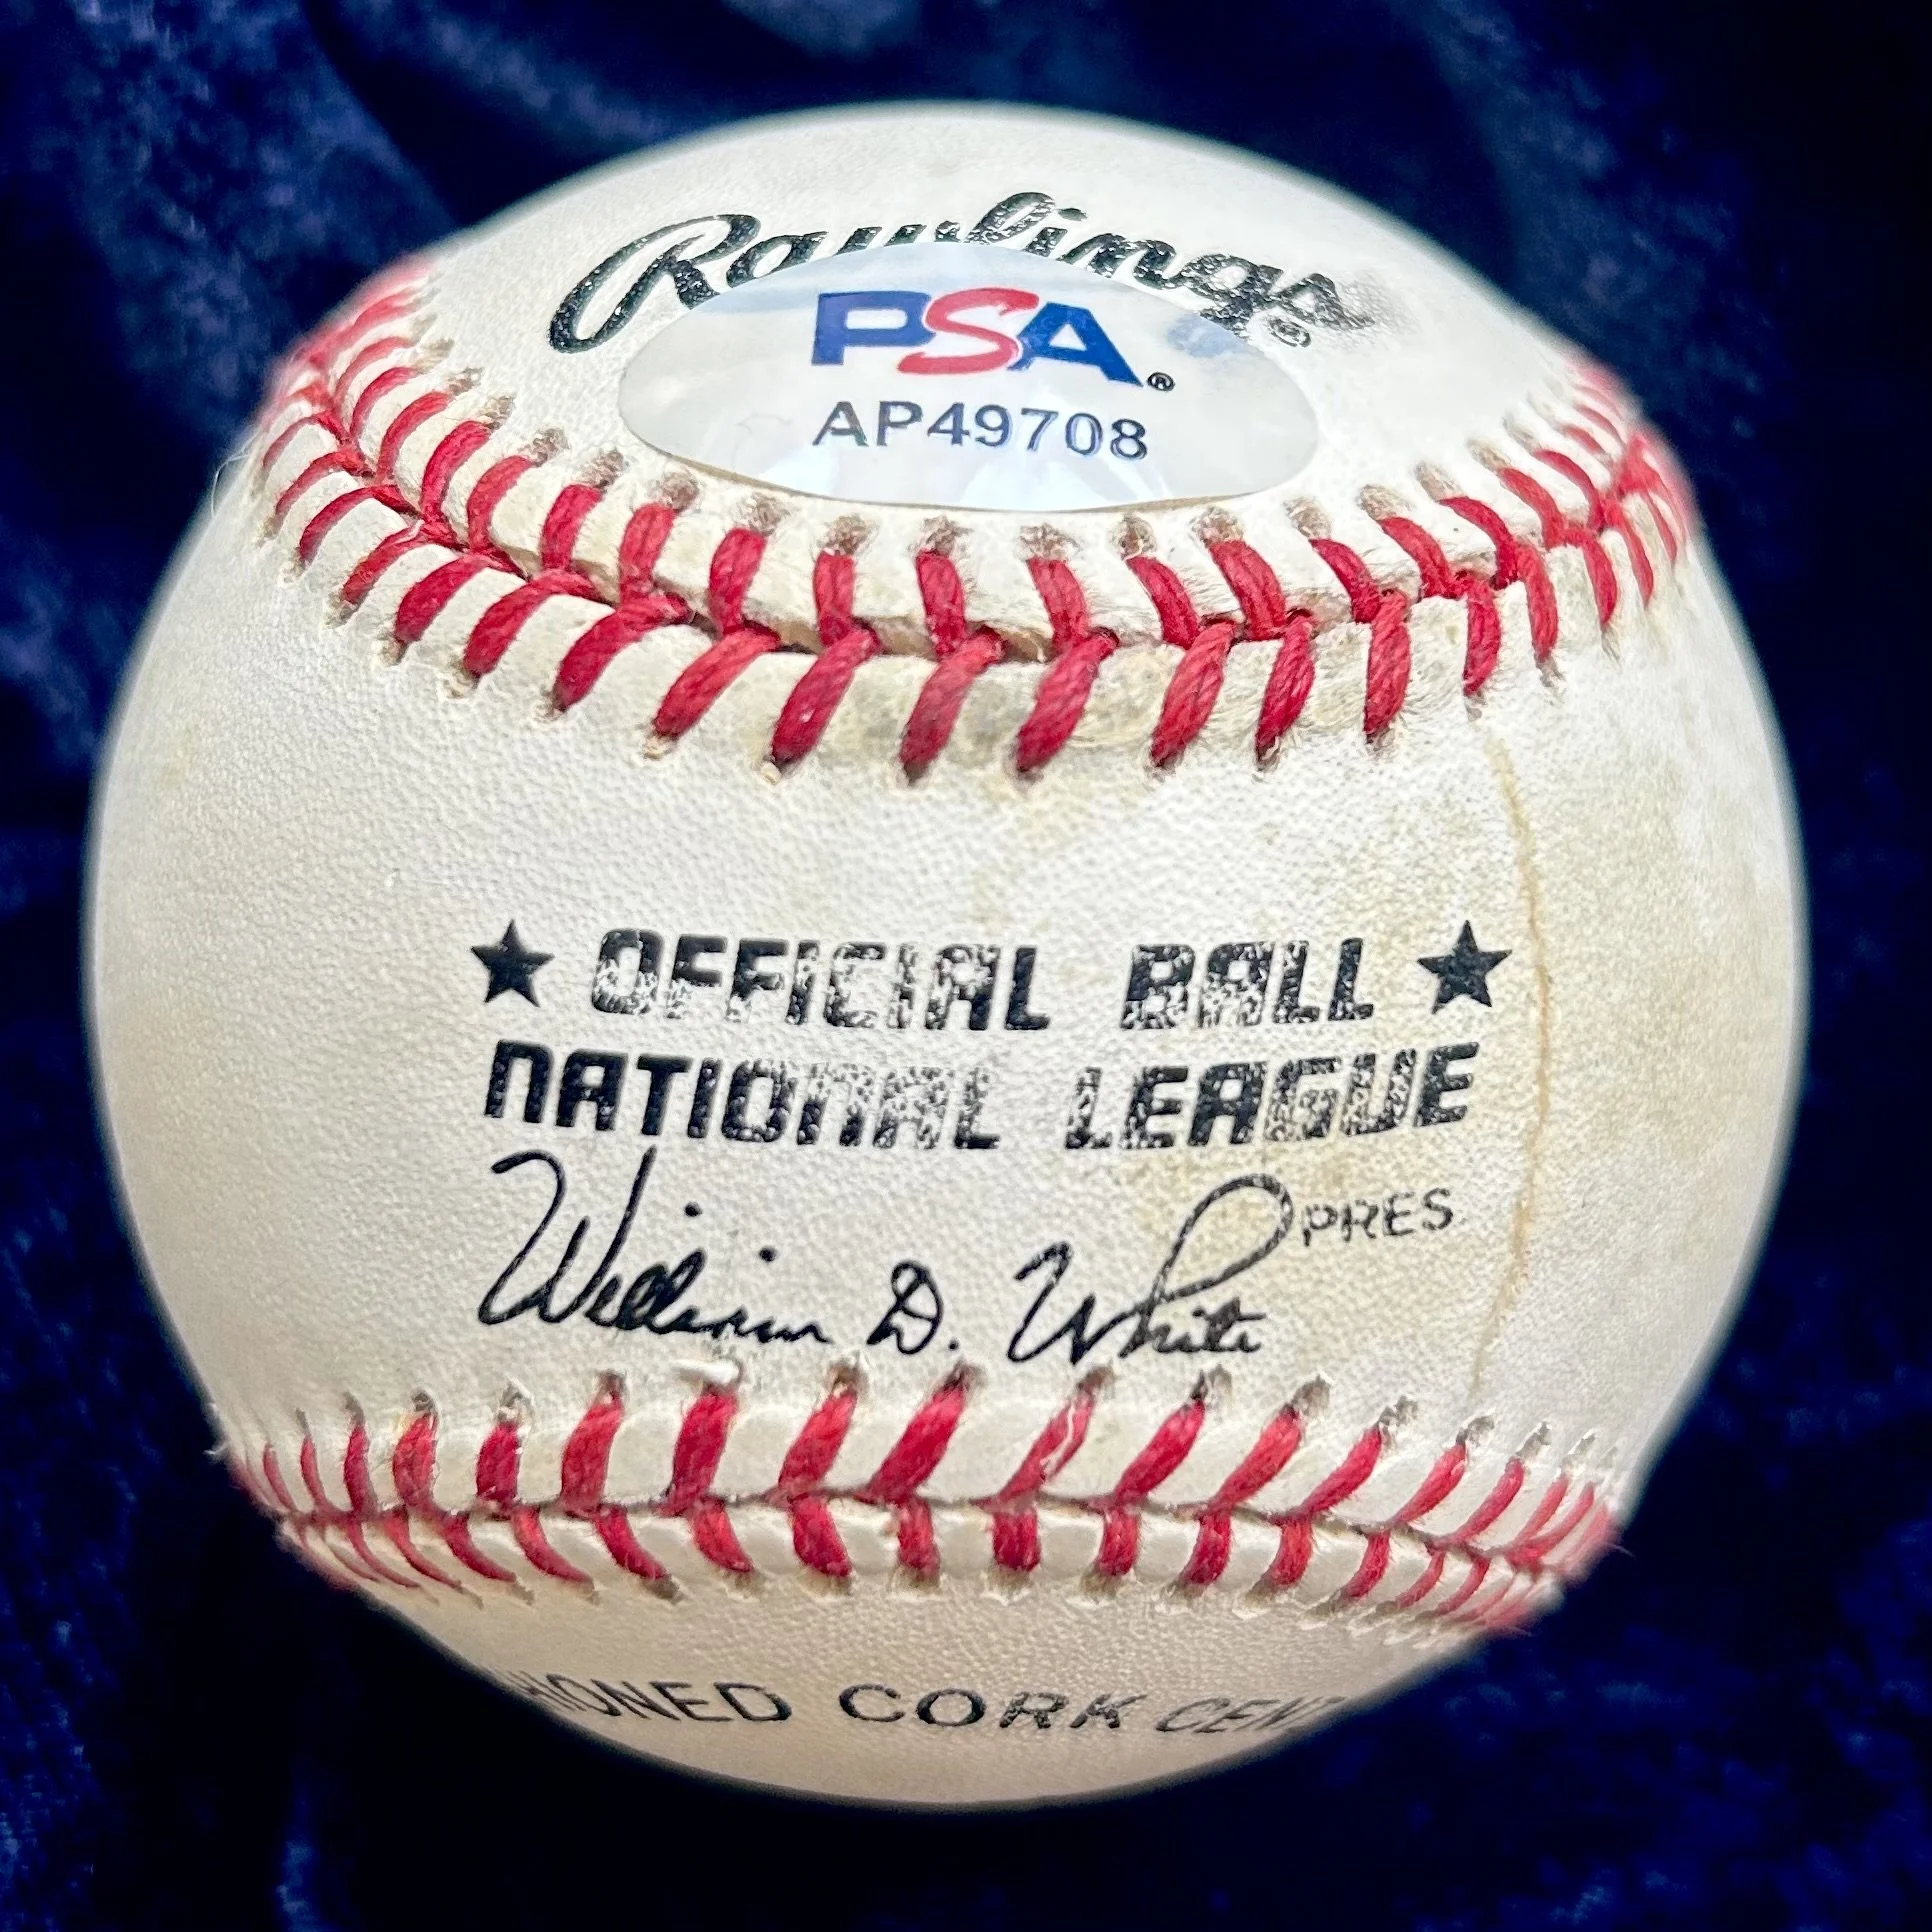 Rawlings®
PSA®
AP49708
★ OFFICIAL BALL ★
NATIONAL LEAGUE
PRES
William D. White
CORK